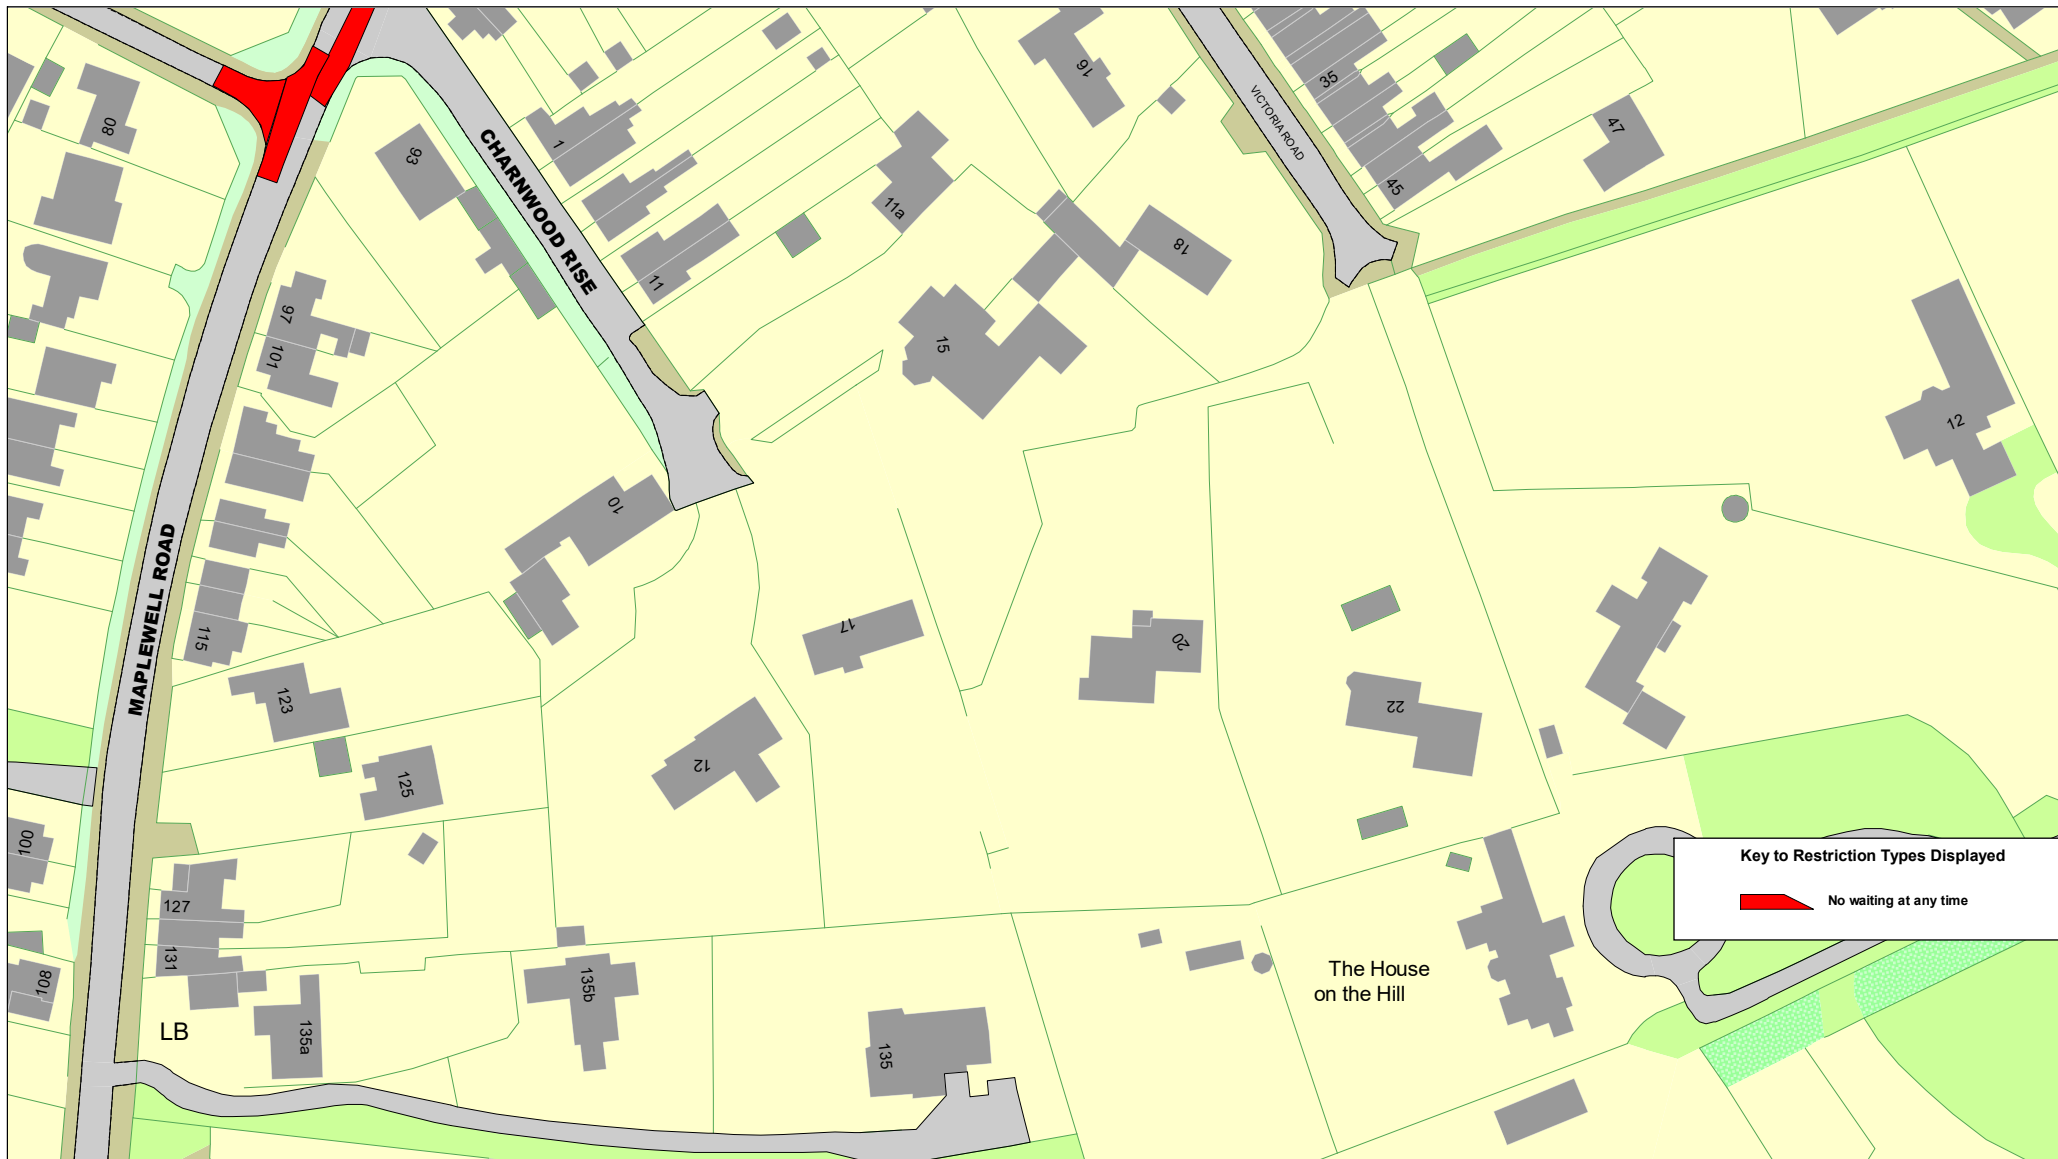 80
93
CHARNWOOD RISE
1
11
11a
16
VICTORIA ROAD
35
45
47
18
15
97
101
10
12
MAPLEWELL ROAD
115
123
125
17
20
22
12
100
127
131
108
LB
135a
135b
135
The House
on the Hill
Key to Restriction Types Displayed
No waiting at any time